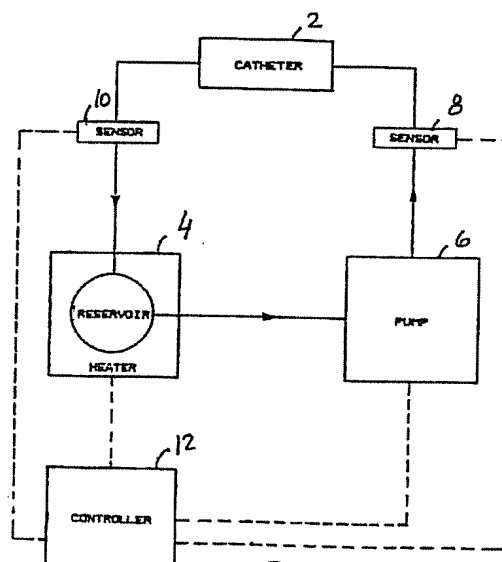 2
CATHETER
10
SENSOR
8
SENSOR
4
RESERVOIR
HEATER
6
PUMP
12
CONTROLLER